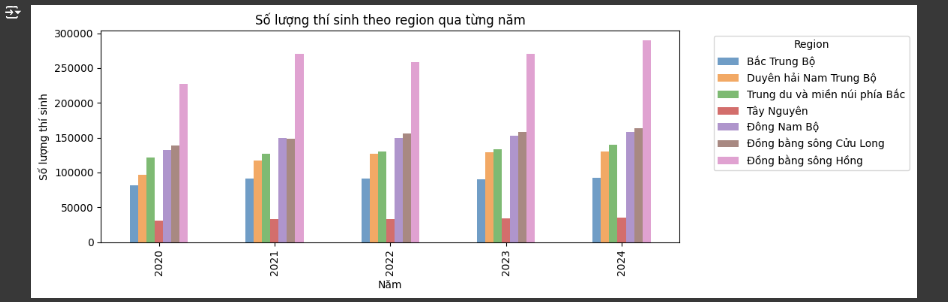 Số lượng thí sinh theo region qua từng năm
300000
250000
200000
150000
100000
50000
0
Số lượng thí sinh
2020
2021
2022
2023
2024
Năm
Region
Bắc Trung Bộ
Duyên hải Nam Trung Bộ
Trung du và miền núi phía Bắc
Tây Nguyên
Đông Nam Bộ
Đồng bằng sông Cửu Long
Đồng bằng sông Hồng